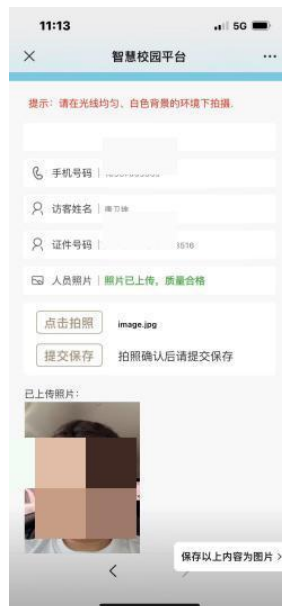 11:13
5G
智慧校园平台
提示：请在光线均匀、白色背景的环境下拍摄.
手机号码
访客姓名
证件号码 3516
人员照片 照片已上传，质量合格
点击拍照 image.jpg
提交保存 拍照确认后请提交保存
已上传照片：
保存以上内容为图片